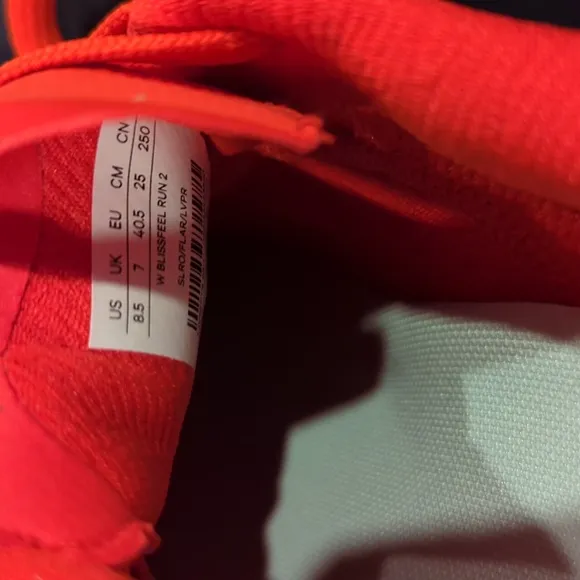 US UK EU CM CN
8.5 7 40.5 25 250
W BLISSFEEL RUN 2
SLRO/FLAR/LVPR